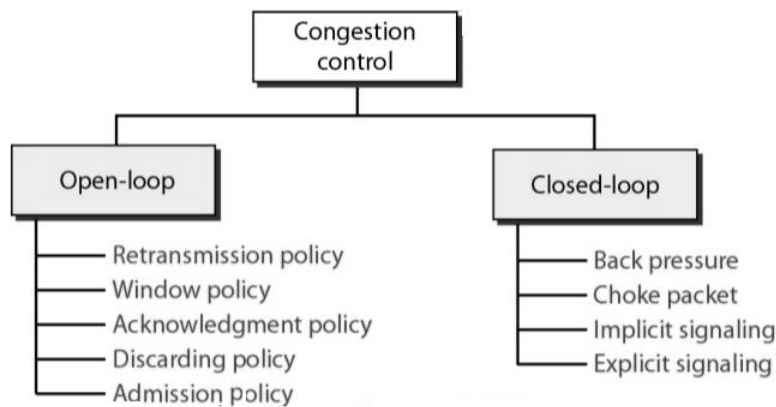 Congestion
control
Open-loop
Closed-loop
Retransmission policy
Window policy
Acknowledgment policy
Discarding policy
Admission policy
Back pressure
Choke packet
Implicit signaling
Explicit signaling